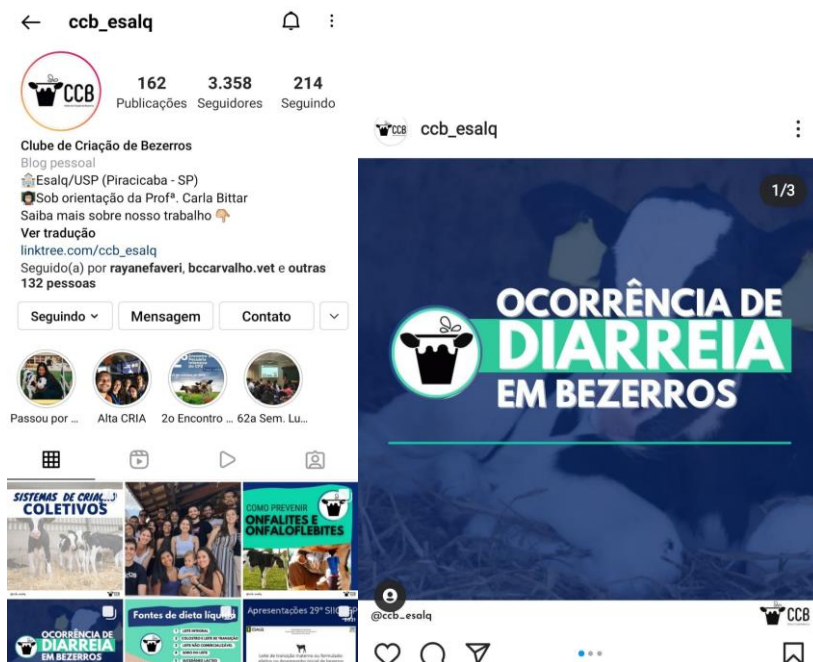 ccb_esalq
CCB
162
3.358
214
Publicações
Seguidores
Seguindo
Clube de Criação de Bezerros
Blog pessoal
Esalq/USP (Piracicaba - SP)
Sob orientação da Profª. Carla Bittar
Saiba mais sobre nosso trabalho
Ver tradução
linktree.com/ccb_esalq
Seguido(a) por rayanefaveri, bccarvalho.vet e outras
132 pessoas
Seguindo
Mensagem
Contato
Passou por ...
Alta CRIA
2o Encontro ...
62a Sem. Lu...
SISTEMAS DE CRIAÇ...
COLETIVOS
COMO PREVENIR
ONFALITES E
ONFALOFLEBITES
OCORRÊNCIA DE
DIARREIA
EM BEZERROS
Fontes de dieta líquida
Apresentações 29º
CCB
ccb_esalq
1/3
OCORRÊNCIA DE
DIARREIA
EM BEZERROS
@ccb_esalq
CCB